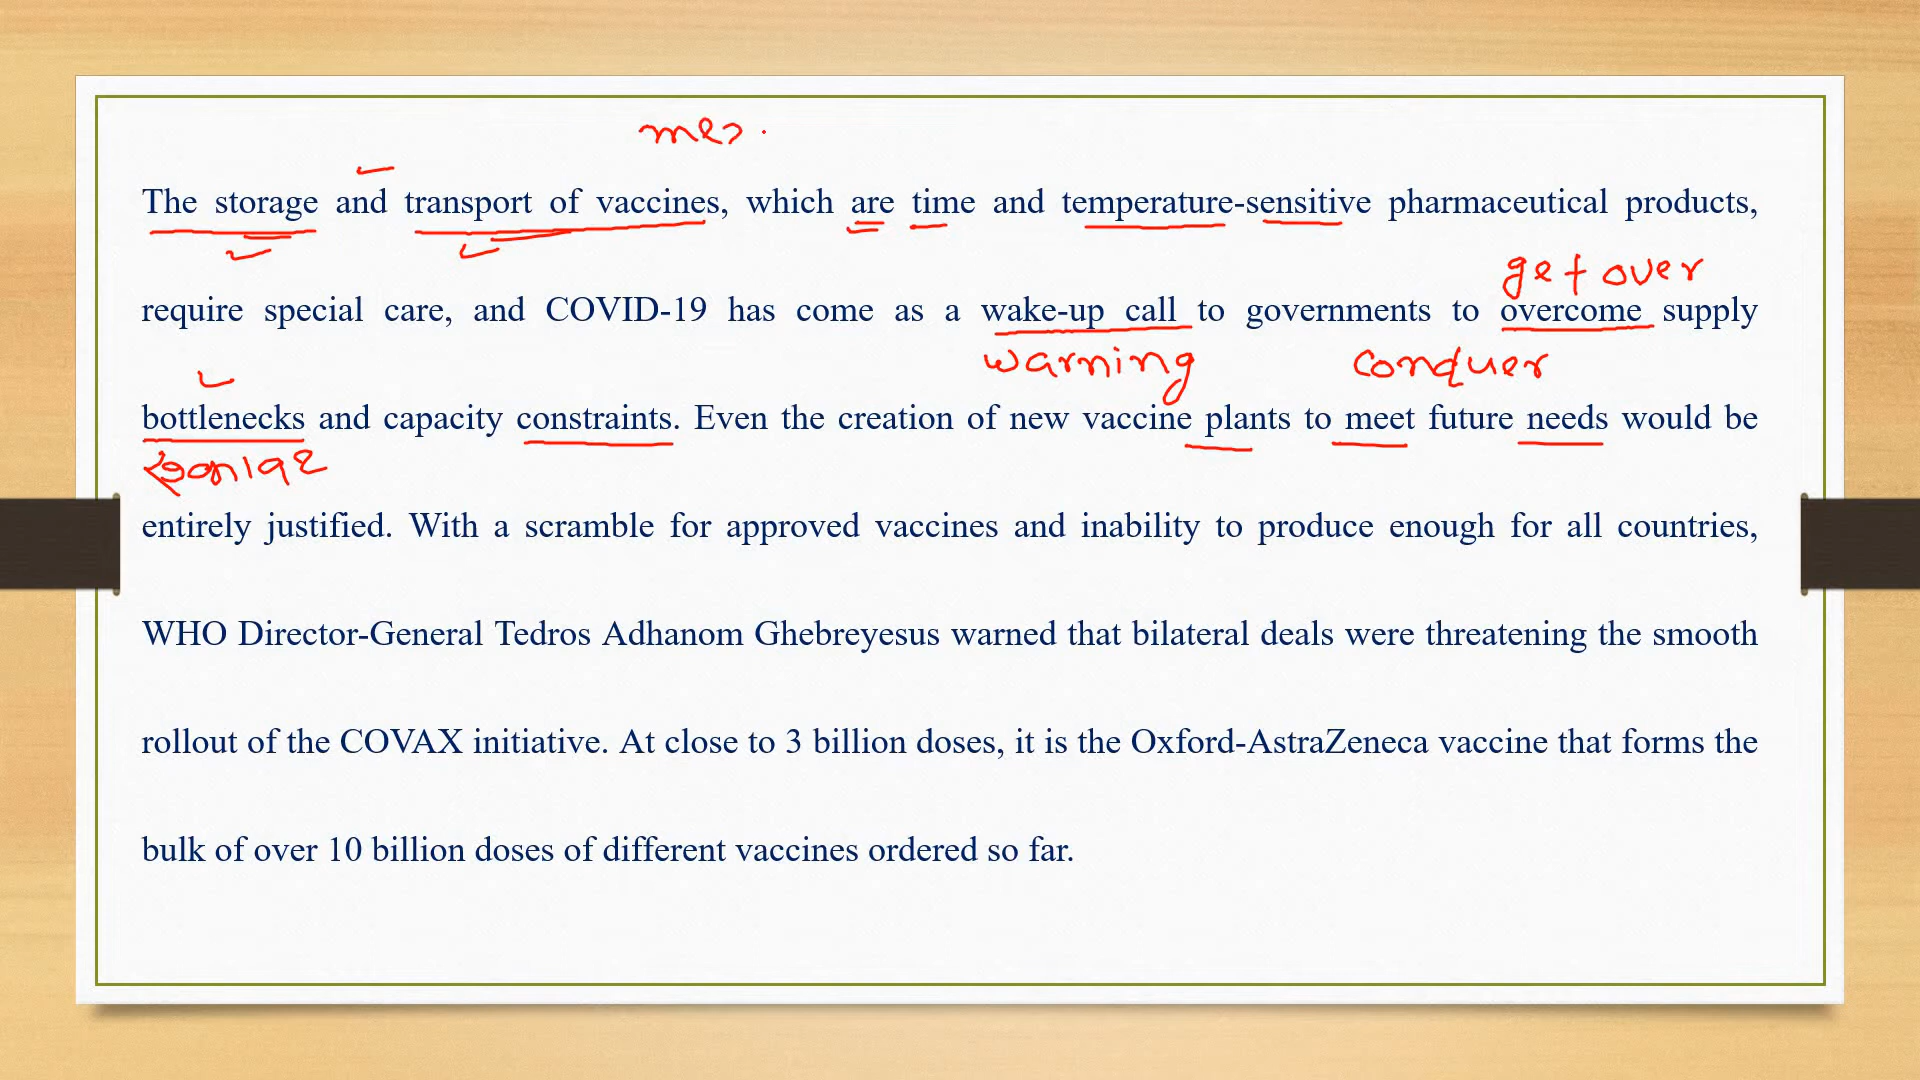 The storage and transport of vaccines, which are time and temperature-sensitive pharmaceutical products,
get over
require special care, and COVID-19 has come as a wake-up call to governments to overcome supply
warning conquer
bottlenecks and capacity constraints. Even the creation of new vaccine plants to meet future needs would be
entirely justified. With a scramble for approved vaccines and inability to produce enough for all countries,
WHO Director-General Tedros Adhanom Ghebreyesus warned that bilateral deals were threatening the smooth
rollout of the COVAX initiative. At close to 3 billion doses, it is the Oxford-AstraZeneca vaccine that forms the
bulk of over 10 billion doses of different vaccines ordered so far.